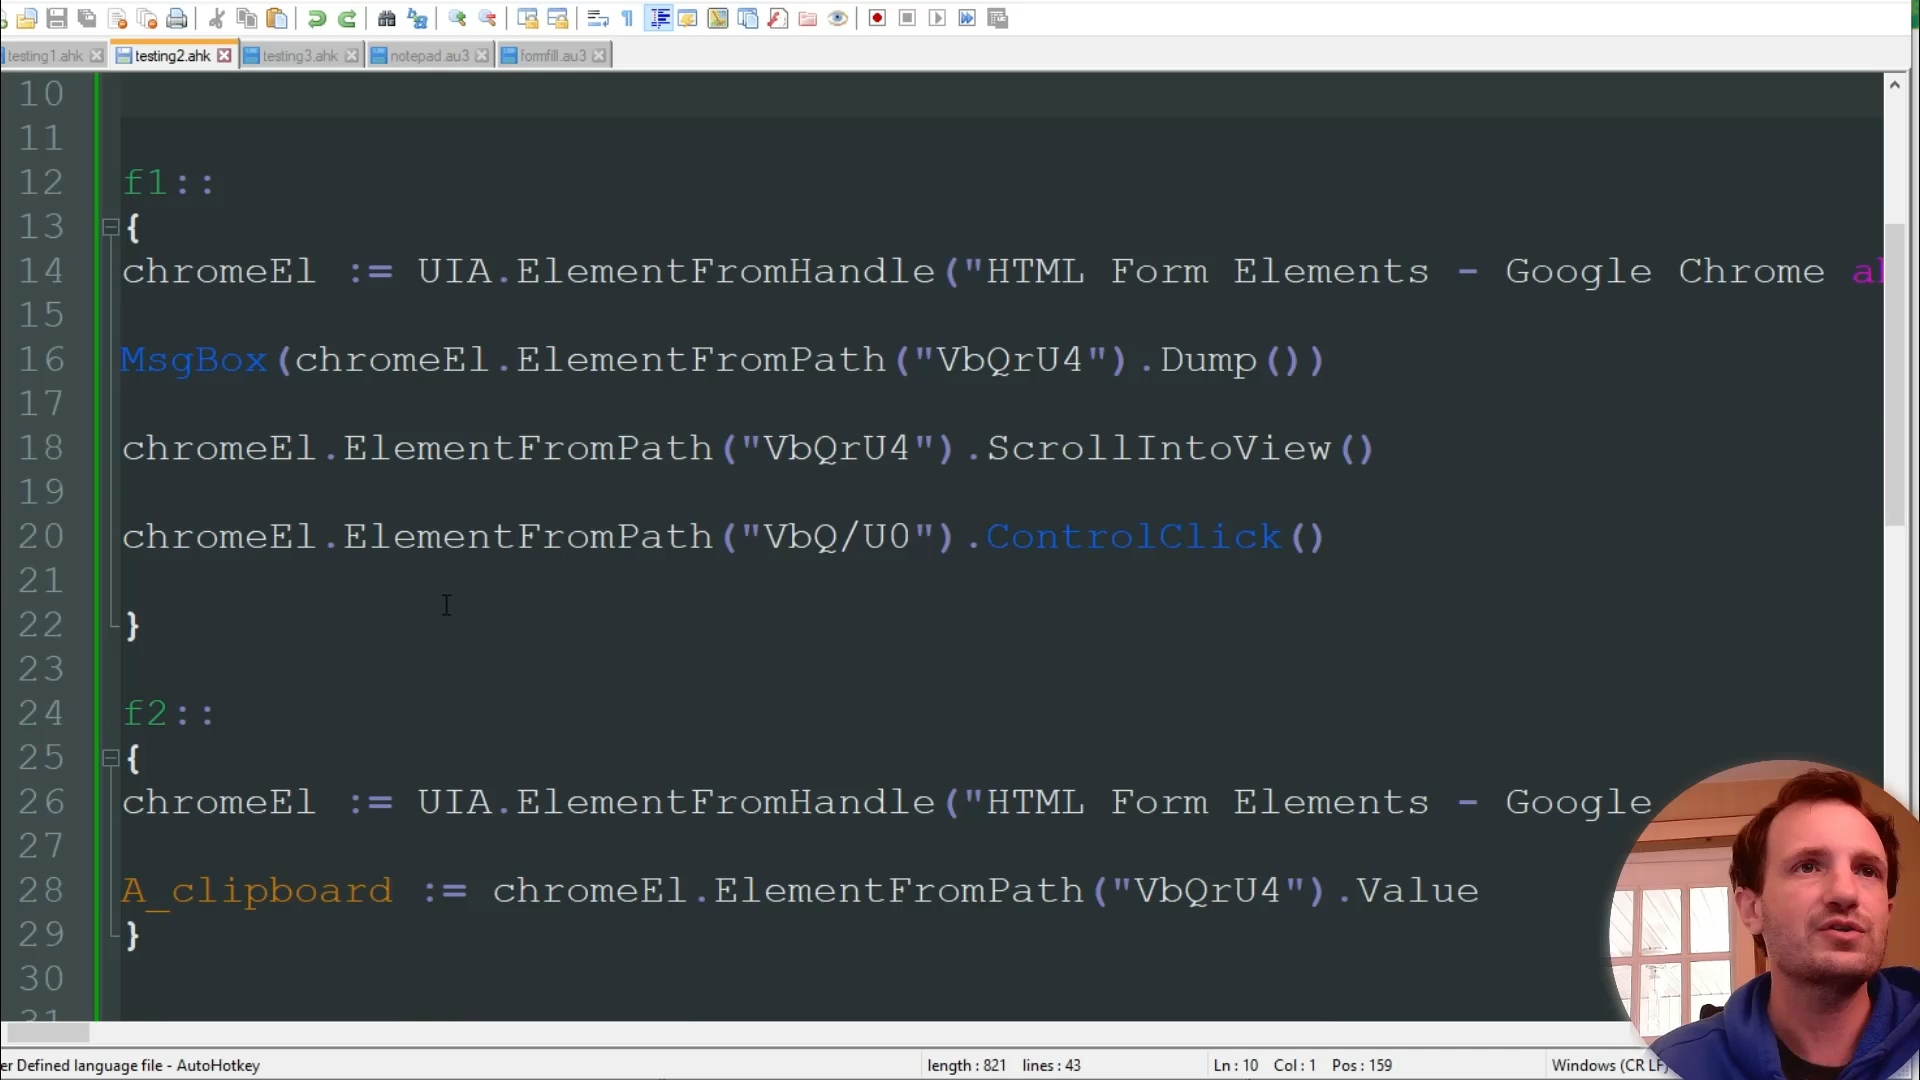 testing1.ahk testing2.ahk testing3.ahk notepad.au3 formfill.au3
10
11
12 f1::
13 {
14 chromeEl := UIA.ElementFromHandle("HTML Form Elements - Google Chrome
15
16 MsgBox(chromeEl.ElementFromPath("VbQrU4").Dump())
17
18 chromeEl.ElementFromPath("VbQrU4").ScrollIntoView()
19
20 chromeEl.ElementFromPath("VbQ/U0").ControlClick()
21
22 }
23
24 f2::
25 {
26 chromeEl := UIA.ElementFromHandle("HTML Form Elements - Google
27
28 A_clipboard := chromeEl.ElementFromPath("VbQrU4").Value
29 }
30
31
er Defined language file - AutoHotkey length : 821 lines : 43 Ln : 10 Col : 1 Pos : 159 Windows (CR LF)